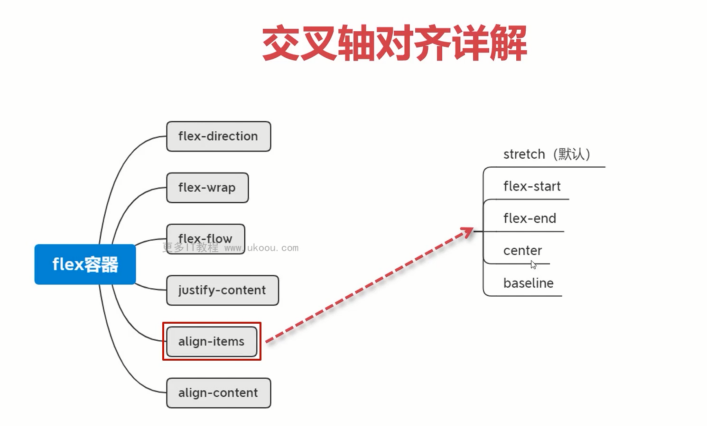 交叉轴对齐详解
flex容器
flex-direction
flex-wrap
flex-flow
更多IT教程 www.ukoou.com
justify-content
align-items
align-content
stretch（默认）
flex-start
flex-end
center
baseline